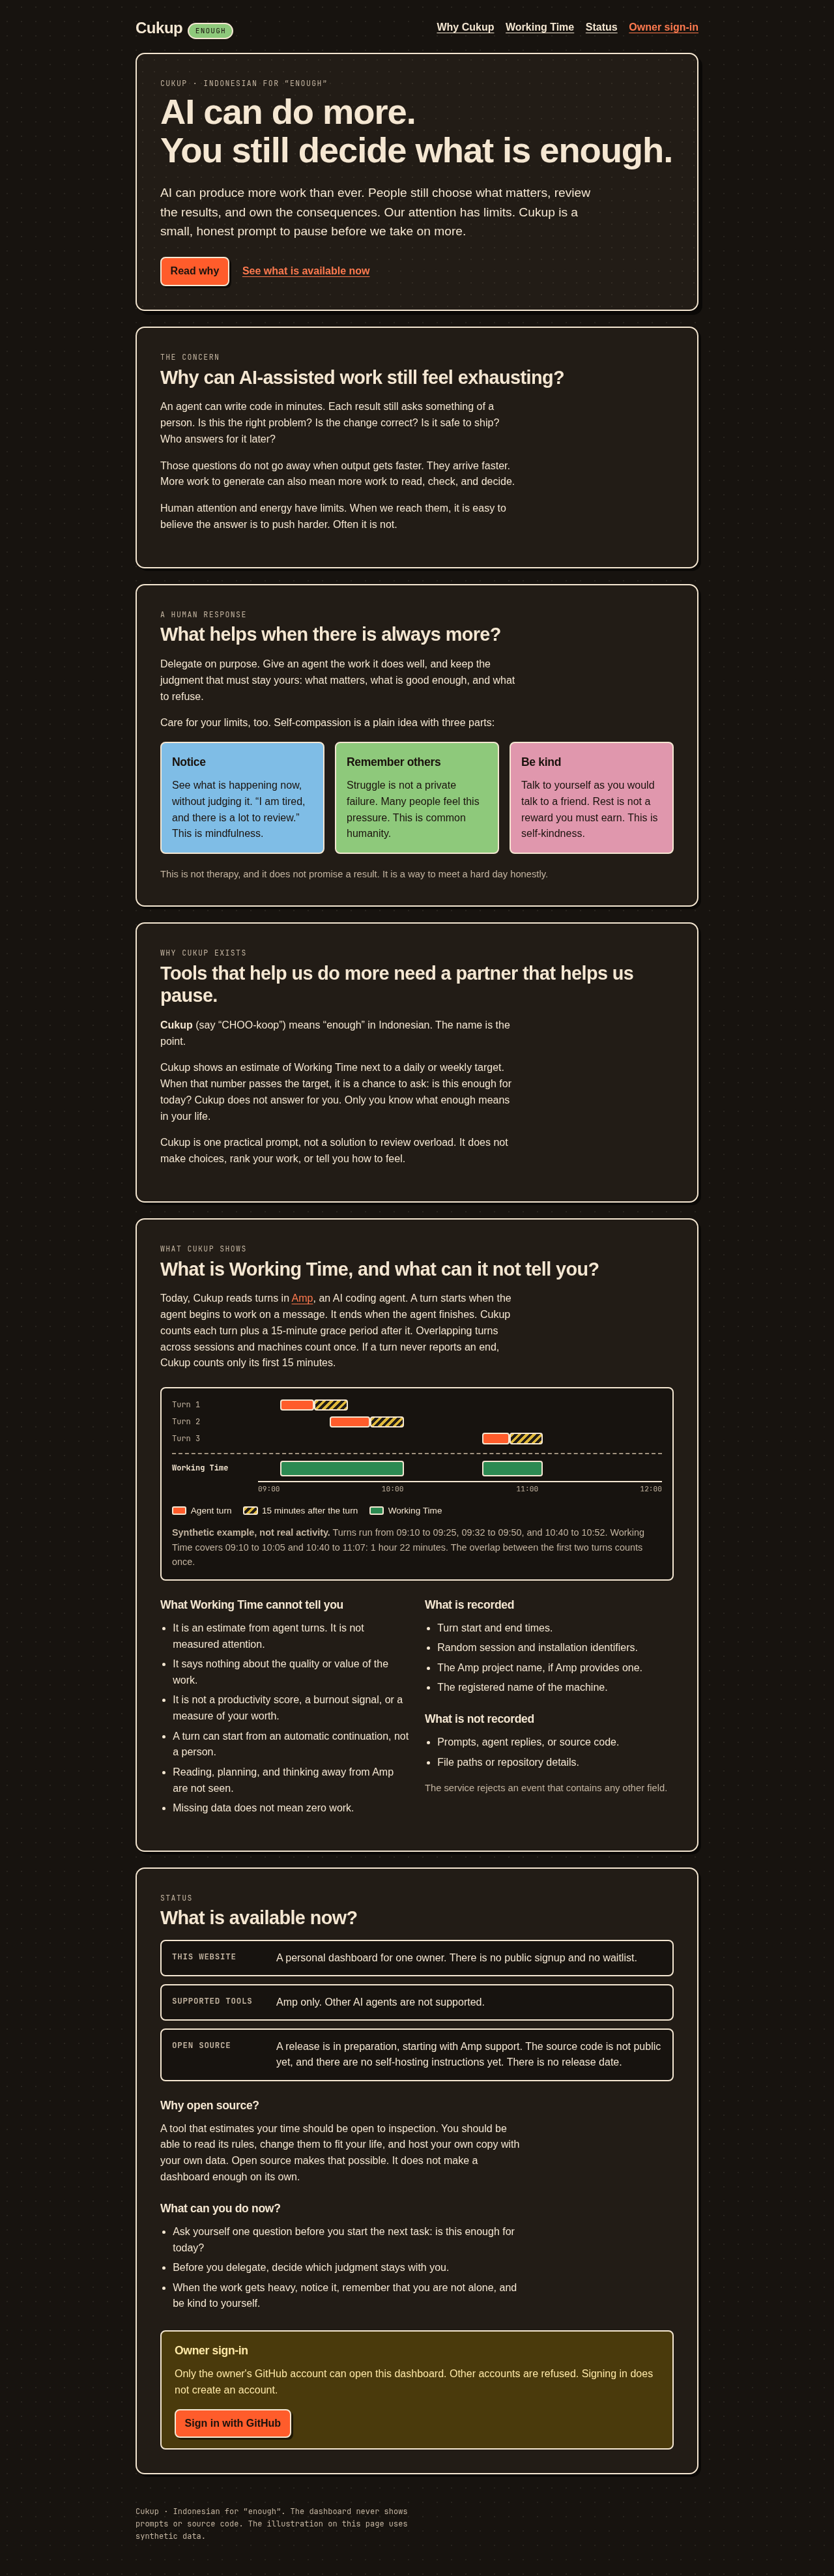 Cukup ENOUGH
Why Cukup Working Time Status Owner sign-in
CUKUP · INDONESIAN FOR "ENOUGH"
AI can do more.
You still decide what is enough.
AI can produce more work than ever. People still choose what matters, review
the results, and own the consequences. Our attention has limits. Cukup is a
small, honest prompt to pause before we take on more.
Read why
See what is available now
THE CONCERN
Why can AI-assisted work still feel exhausting?
An agent can write code in minutes. Each result still asks something of a
person. Is this the right problem? Is the change correct? Is it safe to ship?
Who answers for it later?
Those questions do not go away when output gets faster. They arrive faster.
More work to generate can also mean more work to read, check, and decide.
Human attention and energy have limits. When we reach them, it is easy to
believe the answer is to push harder. Often it is not.
A HUMAN RESPONSE
What helps when there is always more?
Delegate on purpose. Give an agent the work it does well, and keep the
judgment that must stay yours: what matters, what is good enough, and what
to refuse.
Care for your limits, too. Self-compassion is a plain idea with three parts:
Notice
See what is happening now,
without judging it. “I am tired,
and there is a lot to review.”
This is mindfulness.
Remember others
Struggle is not a private
failure. Many people feel this
pressure. This is common
humanity.
Be kind
Talk to yourself as you would
talk to a friend. Rest is not a
reward you must earn. This is
self-kindness.
This is not therapy, and it does not promise a result. It is a way to meet a hard day honestly.
WHY CUKUP EXISTS
Tools that help us do more need a partner that helps us
pause.
Cukup (say “CHOO-koop”) means “enough” in Indonesian. The name is the
point.
Cukup shows an estimate of Working Time next to a daily or weekly target.
When that number passes the target, it is a chance to ask: is this enough for
today? Cukup does not answer for you. Only you know what enough means
in your life.
Cukup is one practical prompt, not a solution to review overload. It does not
make choices, rank your work, or tell you how to feel.
WHAT CUKUP SHOWS
What is Working Time, and what can it not tell you?
Today, Cukup reads turns in Amp, an AI coding agent. A turn starts when the
agent begins to work on a message. It ends when the agent finishes. Cukup
counts each turn plus a 15-minute grace period after it. Overlapping turns
across sessions and machines count once. If a turn never reports an end,
Cukup counts only its first 15 minutes.
Turn 1
Turn 2
Turn 3
Working Time
09:00 10:00 11:00 12:00
Agent turn 15 minutes after the turn Working Time
Synthetic example, not real activity. Turns run from 09:10 to 09:25, 09:32 to 09:50, and 10:40 to 10:52. Working
Time covers 09:10 to 10:05 and 10:40 to 11:07: 1 hour 22 minutes. The overlap between the first two turns counts
once.
What Working Time cannot tell you
• It is an estimate from agent turns. It is not
measured attention.
• It says nothing about the quality or value of the
work.
• It is not a productivity score, a burnout signal, or a
measure of your worth.
• A turn can start from an automatic continuation, not
a person.
• Reading, planning, and thinking away from Amp
are not seen.
• Missing data does not mean zero work.
What is recorded
• Turn start and end times.
• Random session and installation identifiers.
• The Amp project name, if Amp provides one.
• The registered name of the machine.
What is not recorded
• Prompts, agent replies, or source code.
• File paths or repository details.
The service rejects an event that contains any other field.
STATUS
What is available now?
THIS WEBSITE A personal dashboard for one owner. There is no public signup and no waitlist.
SUPPORTED TOOLS Amp only. Other AI agents are not supported.
OPEN SOURCE A release is in preparation, starting with Amp support. The source code is not public
yet, and there are no self-hosting instructions yet. There is no release date.
Why open source?
A tool that estimates your time should be open to inspection. You should be
able to read its rules, change them to fit your life, and host your own copy with
your own data. Open source makes that possible. It does not make a
dashboard enough on its own.
What can you do now?
• Ask yourself one question before you start the next task: is this enough for
today?
• Before you delegate, decide which judgment stays with you.
• When the work gets heavy, notice it, remember that you are not alone, and
be kind to yourself.
Owner sign-in
Only the owner's GitHub account can open this dashboard. Other accounts are refused. Signing in does
not create an account.
Sign in with GitHub
Cukup · Indonesian for "enough". The dashboard never shows
prompts or source code. The illustration on this page uses
synthetic data.